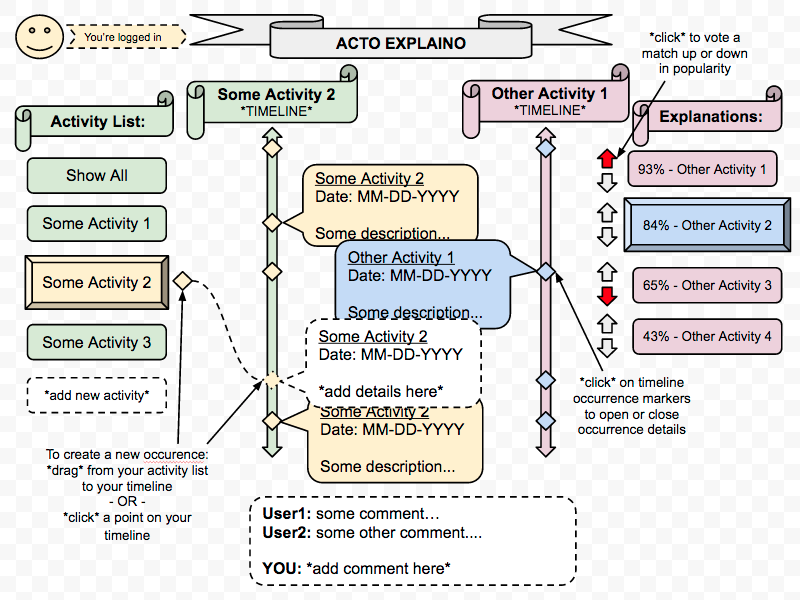 You're logged in
ACTO EXPLAINO
*click* to vote a
match up or down
in popularity
Activity List:
Show All
Some Activity 1
Some Activity 2
Some Activity 3
*add new activity*
To create a new occurence:
*drag* from your activity list
to your timeline
- OR -
*click* a point on your
timeline
Some Activity 2
*TIMELINE*
Some Activity 2
Date: MM-DD-YYYY
Some description...
Other Activity 1
Date: MM-DD-YYYY
Some description...
Some Activity 2
Date: MM-DD-YYYY
*add details here*
Some Activity 2
Date: MM-DD-YYYY
Some description...
Other Activity 1
*TIMELINE*
Explanations:
93% - Other Activity 1
84% - Other Activity 2
65% - Other Activity 3
43% - Other Activity 4
*click* on timeline
occurrence markers
to open or close
occurrence details
User1: some comment…
User2: some other comment....
YOU: *add comment here*